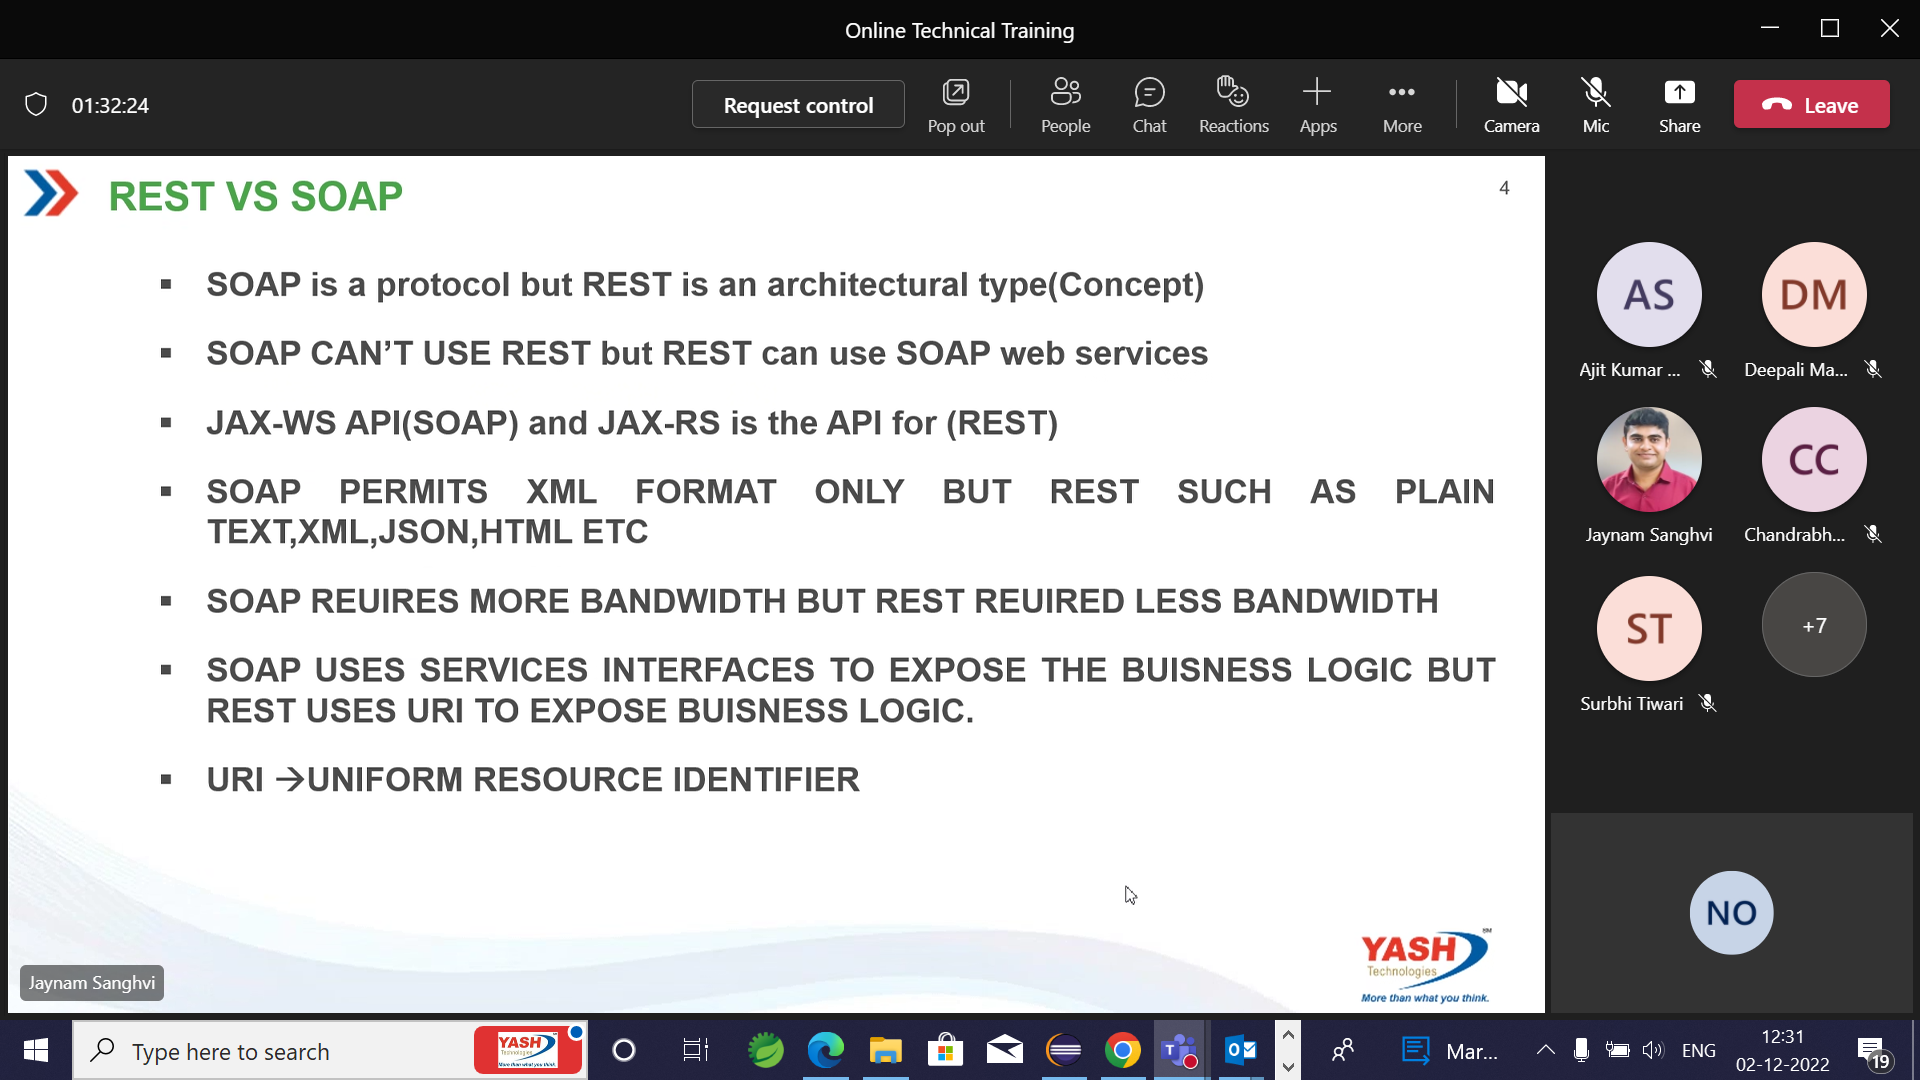 Online Technical Training
01:32:24
Request control
Pop out
People
Chat
Reactions
Apps
More
Camera
Mic
Share
Leave
REST VS SOAP
4
SOAP is a protocol but REST is an architectural type(Concept)
SOAP CAN’T USE REST but REST can use SOAP web services
JAX-WS API(SOAP) and JAX-RS is the API for (REST)
SOAP PERMITS XML FORMAT ONLY BUT REST SUCH AS PLAIN
TEXT,XML,JSON,HTML ETC
SOAP REUIRES MORE BANDWIDTH BUT REST REUIRED LESS BANDWIDTH
SOAP USES SERVICES INTERFACES TO EXPOSE THE BUISNESS LOGIC BUT
REST USES URI TO EXPOSE BUISNESS LOGIC.
URI →UNIFORM RESOURCE IDENTIFIER
YASH
Technologies
More than what you think.
Jaynam Sanghvi
AS
DM
Ajit Kumar ...
Deepali Ma...
CC
Jaynam Sanghvi
Chandrabh...
ST
+7
Surbhi Tiwari
NO
Type here to search
YASH
Technologies
More than what you think.
Mar...
ENG
12:31
02-12-2022
19